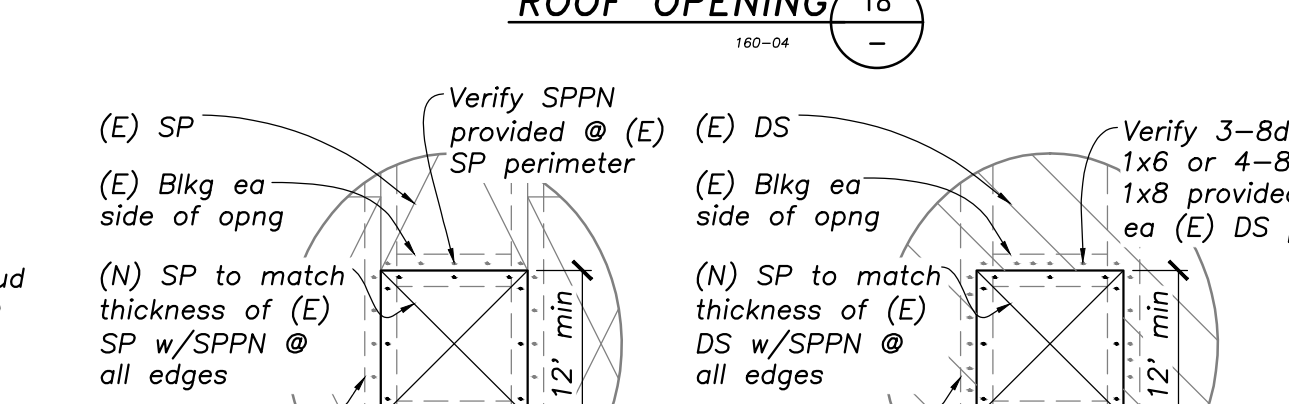 ROOF OPENING
18
160-04
-
Verify SPPN
provided @ (E)
SP perimeter
(E) SP
(E) Blkg ea
side of opng
(N) SP to match
thickness of (E)
SP w/SPPN @
all edges
12' min
(E) DS
(E) Blkg ea
side of opng
(N) SP to match
thickness of (E)
DS w/SPPN @
all edges
Verify 3-8d
1x6 or 4-8
1x8 provided
ea (E) DS
12' min